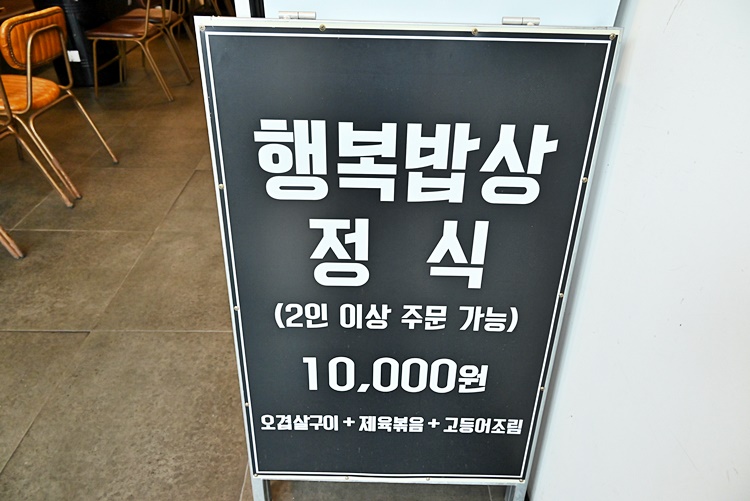 행복밥상
정 식
(2인 이상 주문 가능)
10,000원
오겹살구이 + 제육볶음 + 고등어조림